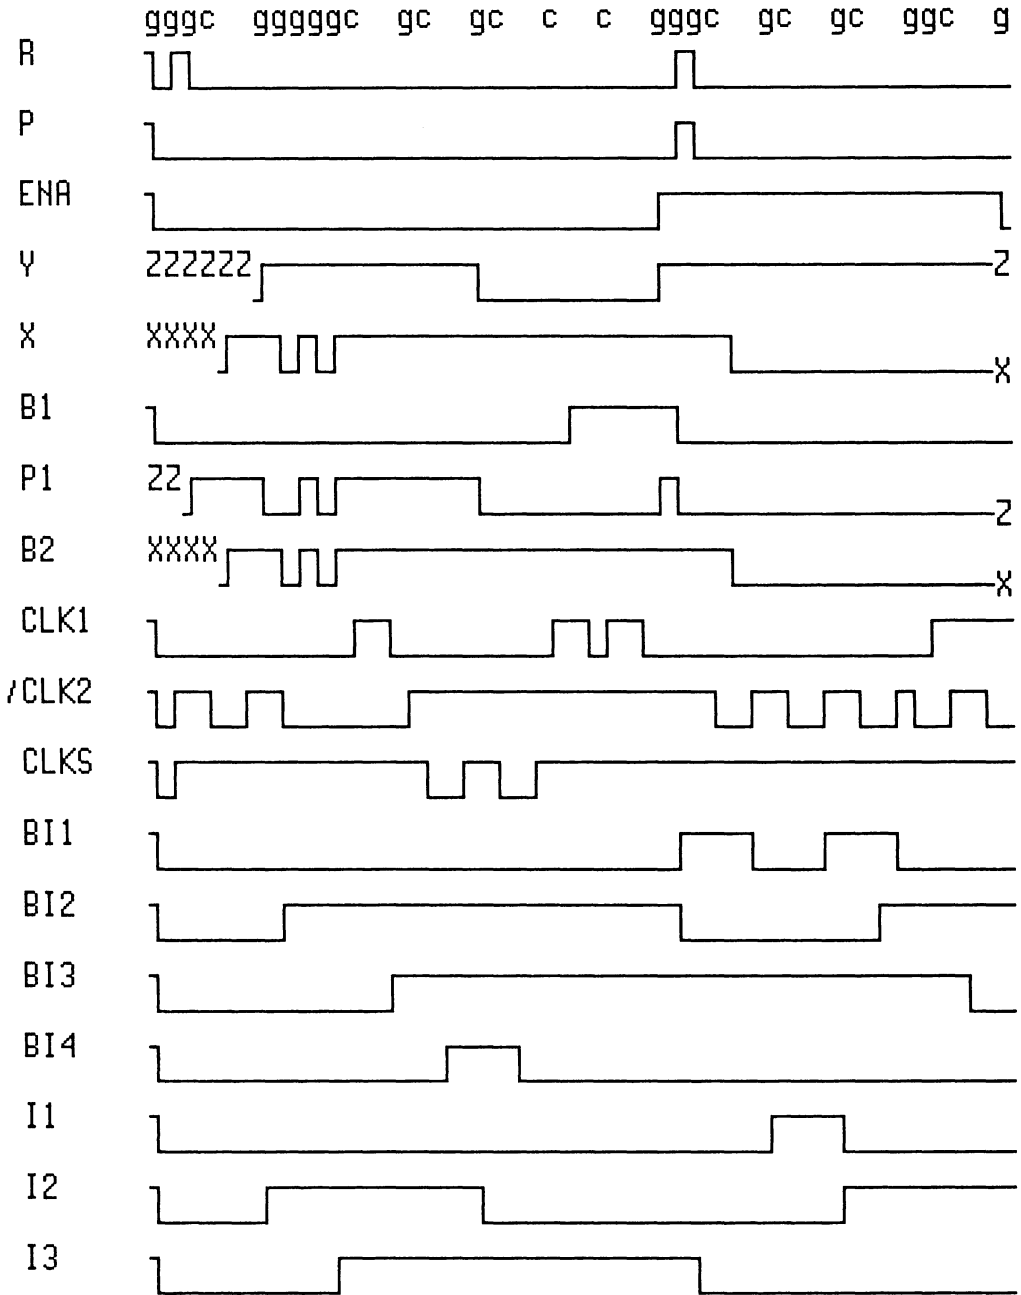 gggc gggggc gc gc c c gggc gc gc ggc g
R
P
ENA
Y ZZZZZZ Z
X XXXX X
B1
P1 ZZ Z
B2 XXXX X
CLK1
/CLK2
CLKS
BI1
BI2
BI3
BI4
I1
I2
I3